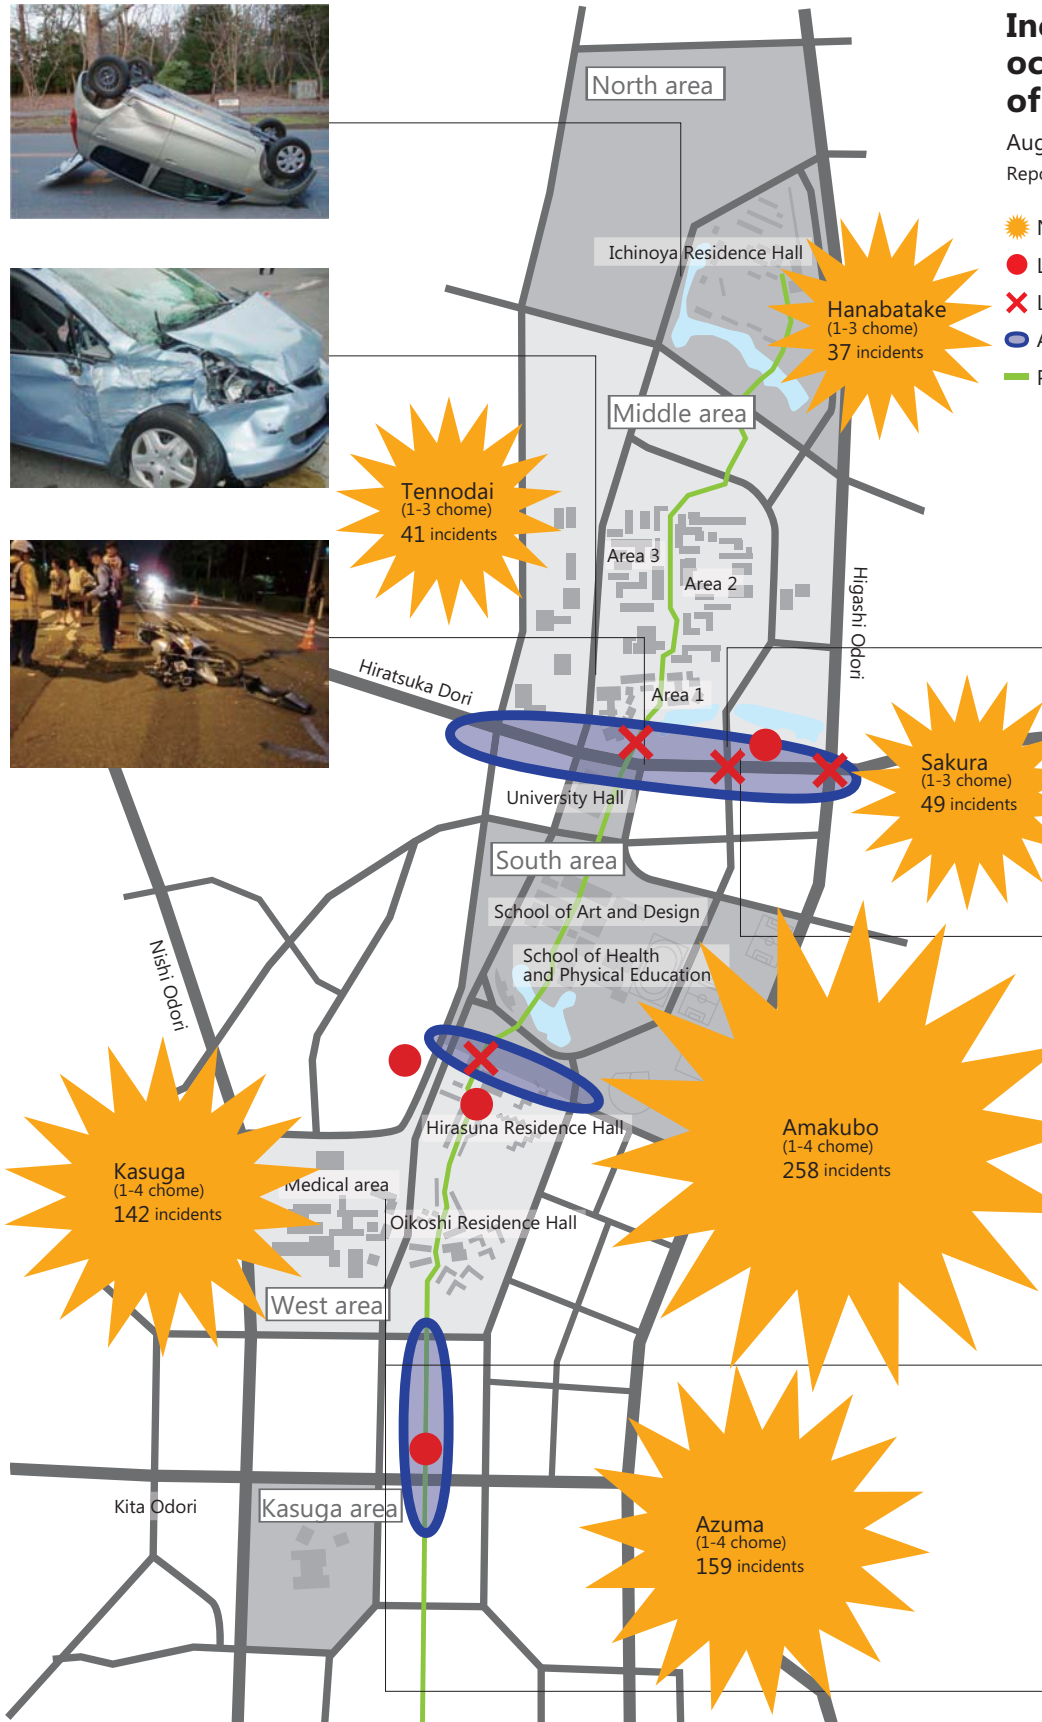 North area
Ichinoya Residence Hall
Hanabatake
(1-3 chome)
37 incidents
Middle area
Tennodai
(1-3 chome)
41 incidents
Area 3
Area 2
Higashi Odori
Hiratsuka Dori
Area 1
Sakura
(1-3 chome)
49 incidents
University Hall
South area
School of Art and Design
School of Health
and Physical Education
Nishi Odori
Hirasuna Residence Hall
Amakubo
(1-4 chome)
258 incidents
Kasuga
(1-4 chome)
142 incidents
Medical area
Oikoshi Residence Hall
West area
Kita Odori
Kasuga area
Azuma
(1-4 chome)
159 incidents
of